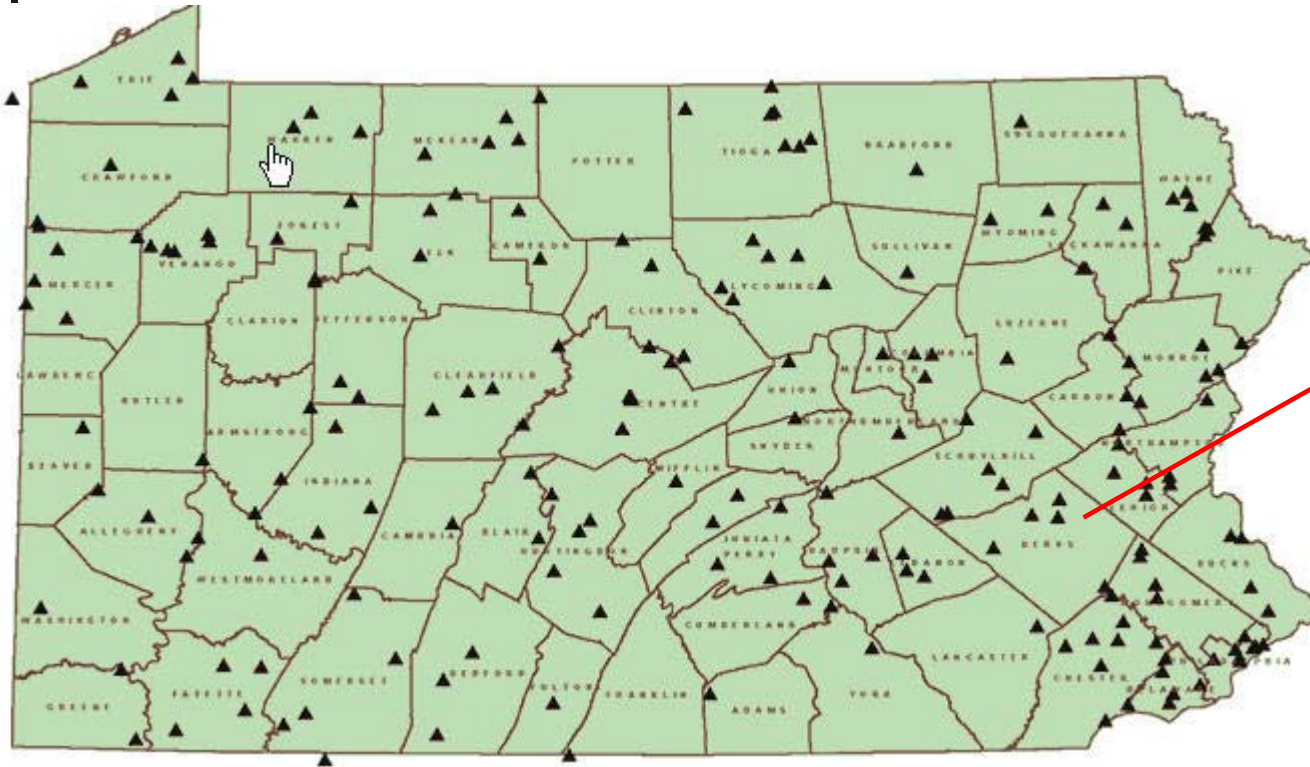 ERIE
CRAWFORD
WARREN
MCKEAN
POTTER
TIOGA
BRADFORD
SUSQUEHANNA
WAYNE
VENANGO
FOREST
ELK
CAMERON
SULLIVAN
WYOMING
LACKAWANNA
PIKE
MERCER
CLARION
JEFFERSON
CLINTON
LYCOMING
LUZERNE
MONROE
BUTLER
CLEARFIELD
CENTRE
UNION
MONTOUR
COLUMBIA
CARBON
ARMSTRONG
SNYDER
NORTHUMBERLAND
NORTHAMPTON
BEAVER
INDIANA
MIFFLIN
SCHUYLKILL
LEHIGH
ALLEGHENY
CAMBRIA
BLAIR
HUNTINGDON
JUNIATA
PERRY
DAUPHIN
LEBANON
BERKS
BUCKS
WESTMORELAND
WASHINGTON
CUMBERLAND
MONTGOMERY
GREENE
FAYETTE
SOMERSET
BEDFORD
FULTON
FRANKLIN
ADAMS
YORK
LANCASTER
CHESTER
DELAWARE
PHILADELPHIA